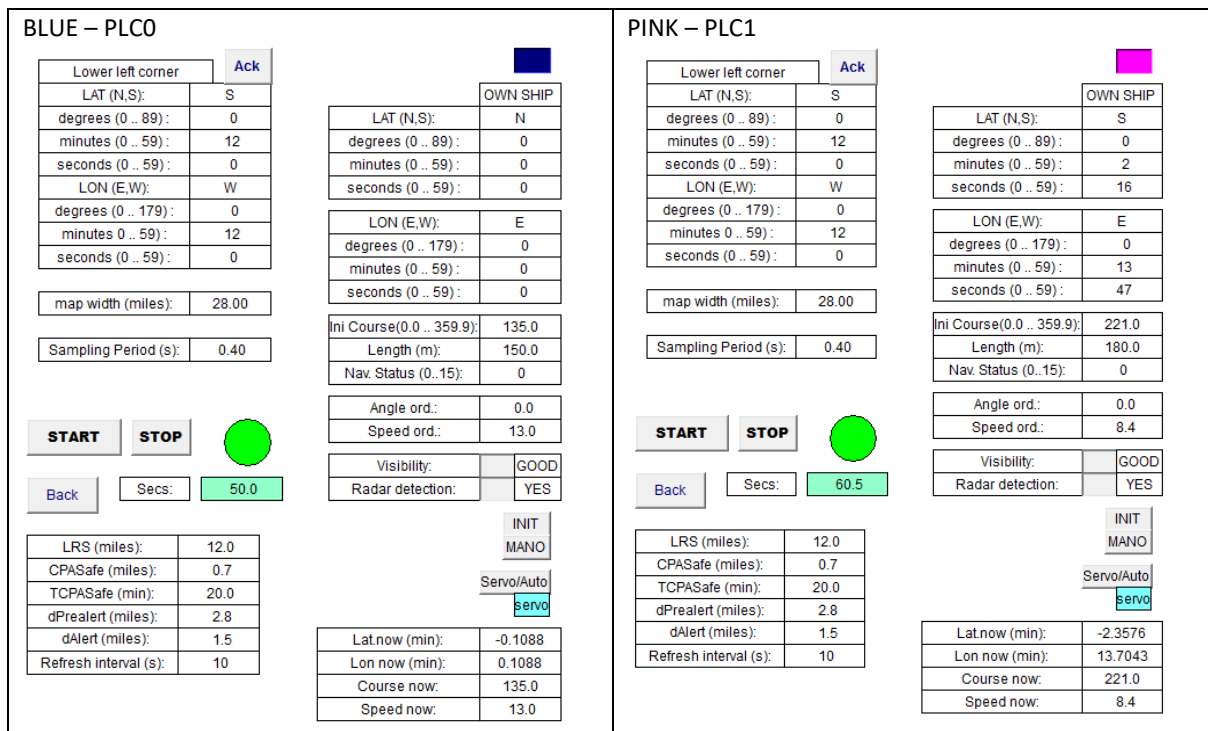 BLUE – PLC0
Lower left corner
Ack
LAT (N,S): S
degrees (0 .. 89) : 0
minutes (0 .. 59) : 12
seconds (0 .. 59) : 0
LON (E,W): W
degrees (0 .. 179) : 0
minutes 0 .. 59) : 12
seconds (0 .. 59) : 0
map width (miles): 28.00
Sampling Period (s): 0.40
START STOP
Back
Secs: 50.0
LRS (miles): 12.0
CPASafe (miles): 0.7
TCPASafe (min): 20.0
dPrealert (miles): 2.8
dAlert (miles): 1.5
Refresh interval (s): 10
OWN SHIP
LAT (N,S): N
degrees (0 .. 89) : 0
minutes (0 .. 59) : 0
seconds (0 .. 59) : 0
LON (E,W): E
degrees (0 .. 179) : 0
minutes (0 .. 59) : 0
seconds (0 .. 59) : 0
Ini Course(0.0 .. 359.9): 135.0
Length (m): 150.0
Nav. Status (0..15): 0
Angle ord.: 0.0
Speed ord.: 13.0
Visibility: GOOD
Radar detection: YES
INIT
MANO
Servo/Auto
servo
Lat.now (min): -0.1088
Lon now (min): 0.1088
Course now: 135.0
Speed now: 13.0
PINK – PLC1
Lower left corner
Ack
LAT (N,S): S
degrees (0 .. 89) : 0
minutes (0 .. 59) : 12
seconds (0 .. 59) : 0
LON (E,W): W
degrees (0 .. 179) : 0
minutes 0 .. 59) : 12
seconds (0 .. 59) : 0
map width (miles): 28.00
Sampling Period (s): 0.40
START STOP
Back
Secs: 60.5
LRS (miles): 12.0
CPASafe (miles): 0.7
TCPASafe (min): 20.0
dPrealert (miles): 2.8
dAlert (miles): 1.5
Refresh interval (s): 10
OWN SHIP
LAT (N,S): S
degrees (0 .. 89) : 0
minutes (0 .. 59) : 2
seconds (0 .. 59) : 16
LON (E,W): E
degrees (0 .. 179) : 0
minutes (0 .. 59) : 13
seconds (0 .. 59) : 47
Ini Course(0.0 .. 359.9): 221.0
Length (m): 180.0
Nav. Status (0..15): 0
Angle ord.: 0.0
Speed ord.: 8.4
Visibility: GOOD
Radar detection: YES
INIT
MANO
Servo/Auto
servo
Lat.now (min): -2.3576
Lon now (min): 13.7043
Course now: 221.0
Speed now: 8.4